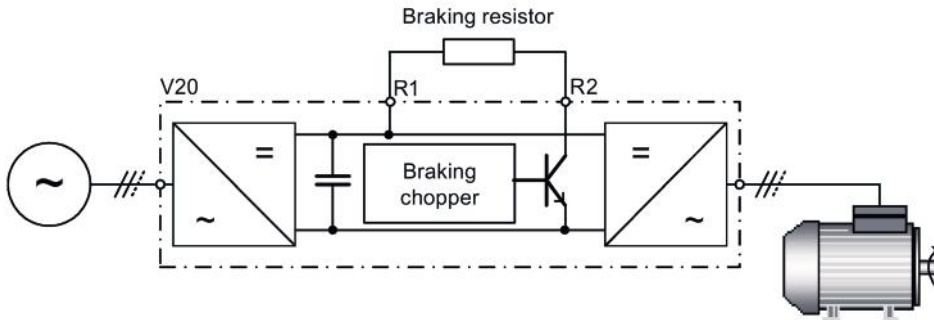 Braking resistor
V20
R1
R2
=
=
Braking
chopper
~
~
~